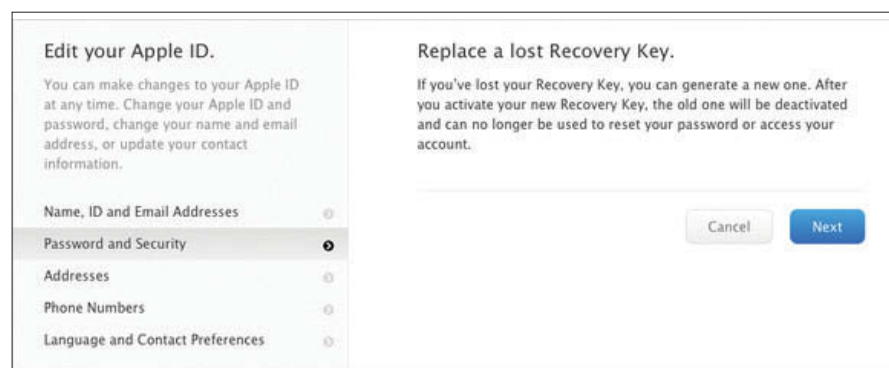 Edit your Apple ID.
You can make changes to your Apple ID
at any time. Change your Apple ID and
password, change your name and email
address, or update your contact
information.
Name, ID and Email Addresses
Password and Security
Addresses
Phone Numbers
Language and Contact Preferences
Replace a lost Recovery Key.
If you've lost your Recovery Key, you can generate a new one. After
you activate your new Recovery Key, the old one will be deactivated
and can no longer be used to reset your password or access your
account.
Cancel
Next